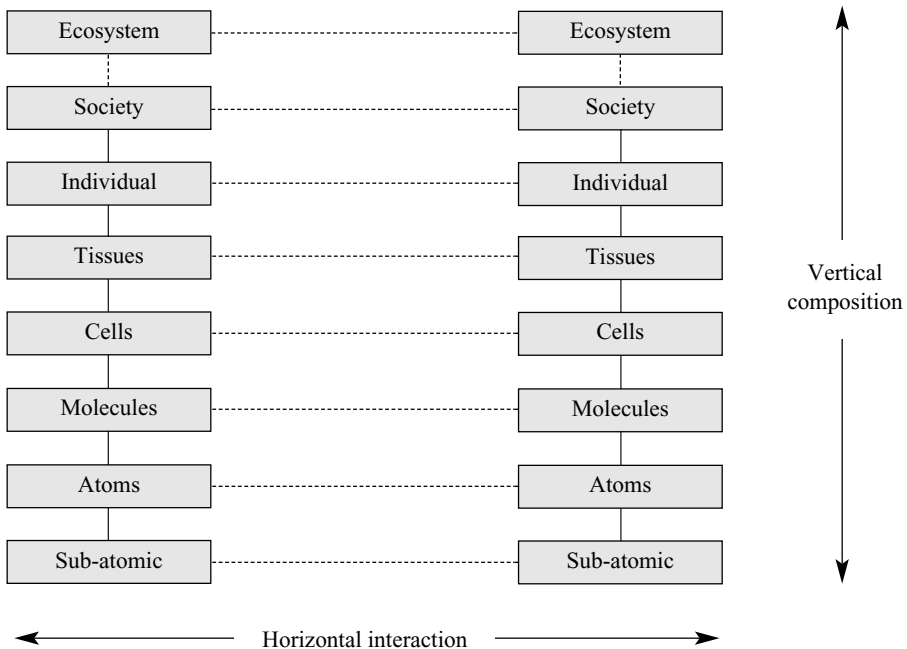 Ecosystem
Ecosystem
Society
Society
Individual
Individual
Tissues
Tissues
Vertical
composition
Cells
Cells
Molecules
Molecules
Atoms
Atoms
Sub-atomic
Sub-atomic
Horizontal interaction